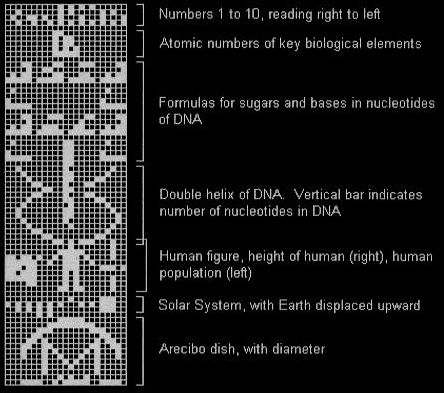 Numbers 1 to 10, reading right to left
Atomic numbers of key biological elements
Formulas for sugars and bases in nucleotides
of DNA
Double helix of DNA.  Vertical bar indicates
number of nucleotides in DNA
Human figure, height of human (right), human
population (left)
Solar System, with Earth displaced upward
Arecibo dish, with diameter